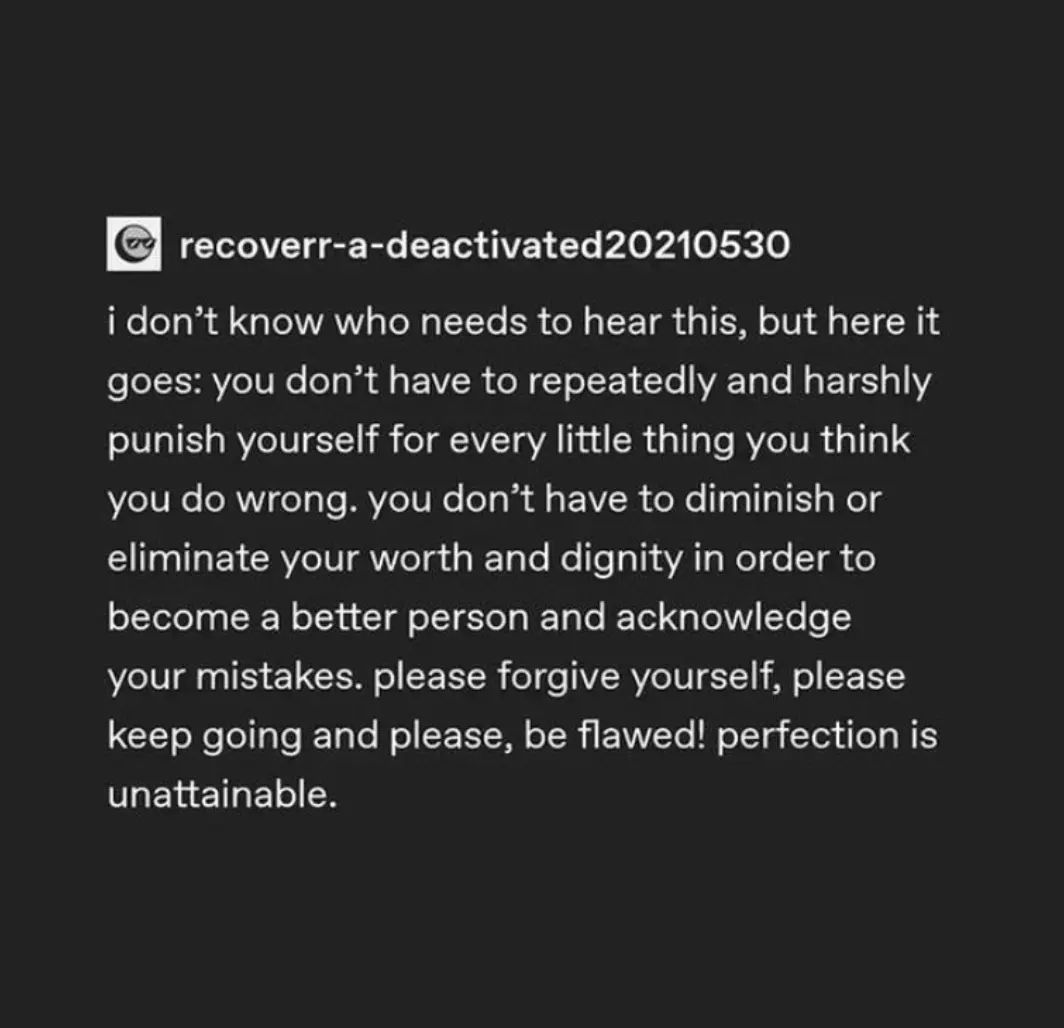 recoverr-a-deactivated20210530
i don’t know who needs to hear this, but here it
goes: you don’t have to repeatedly and harshly
punish yourself for every little thing you think
you do wrong. you don’t have to diminish or
eliminate your worth and dignity in order to
become a better person and acknowledge
your mistakes. please forgive yourself, please
keep going and please, be flawed! perfection is
unattainable.